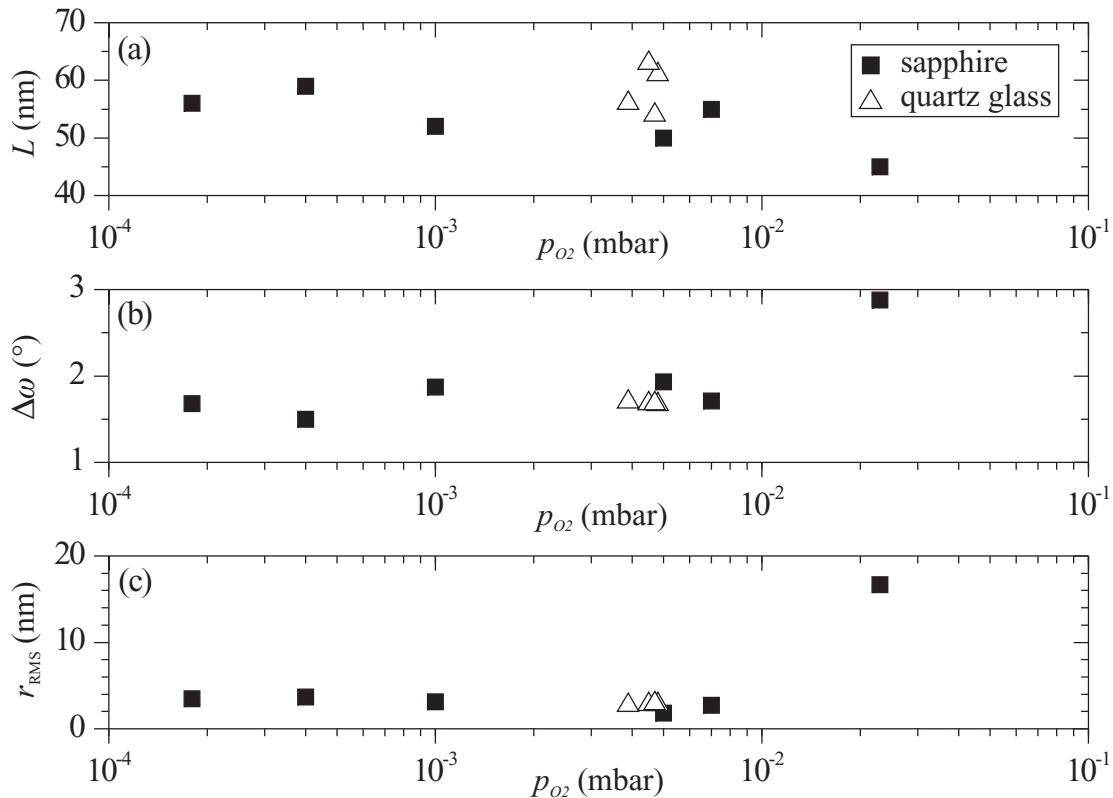 70
(a)
■ sapphire
60
△ quartz glass
L (nm)
50
40
10⁻⁴ 10⁻³ 10⁻² 10⁻¹
p_O2 (mbar)
3
(b)
Δω (°)
2
1
10⁻⁴ 10⁻³ 10⁻² 10⁻¹
p_O2 (mbar)
20
(c)
r_RMS (nm)
10
0
10⁻⁴ 10⁻³ 10⁻² 10⁻¹
p_O2 (mbar)